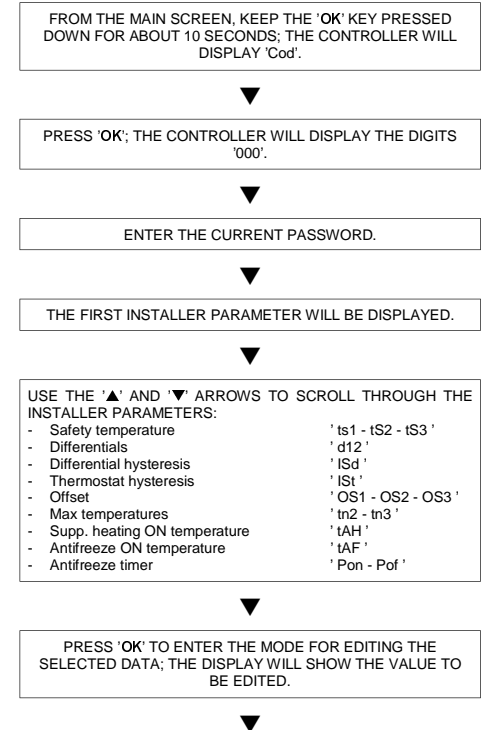 FROM THE MAIN SCREEN, KEEP THE 'OK' KEY PRESSED
DOWN FOR ABOUT 10 SECONDS; THE CONTROLLER WILL
DISPLAY 'Cod'.
▼
PRESS 'OK'; THE CONTROLLER WILL DISPLAY THE DIGITS
'000'.
▼
ENTER THE CURRENT PASSWORD.
▼
THE FIRST INSTALLER PARAMETER WILL BE DISPLAYED.
▼
USE THE '▲' AND '▼' ARROWS TO SCROLL THROUGH THE
INSTALLER PARAMETERS:
- Safety temperature ' ts1 - tS2 - tS3 '
- Differentials ' d12 '
- Differential hysteresis ' ISd '
- Thermostat hysteresis ' ISt '
- Offset ' OS1 - OS2 - OS3 '
- Max temperatures ' tn2 - tn3 '
- Supp. heating ON temperature ' tAH '
- Antifreeze ON temperature ' tAF '
- Antifreeze timer ' Pon - Pof '
▼
PRESS 'OK' TO ENTER THE MODE FOR EDITING THE
SELECTED DATA; THE DISPLAY WILL SHOW THE VALUE TO
BE EDITED.
▼